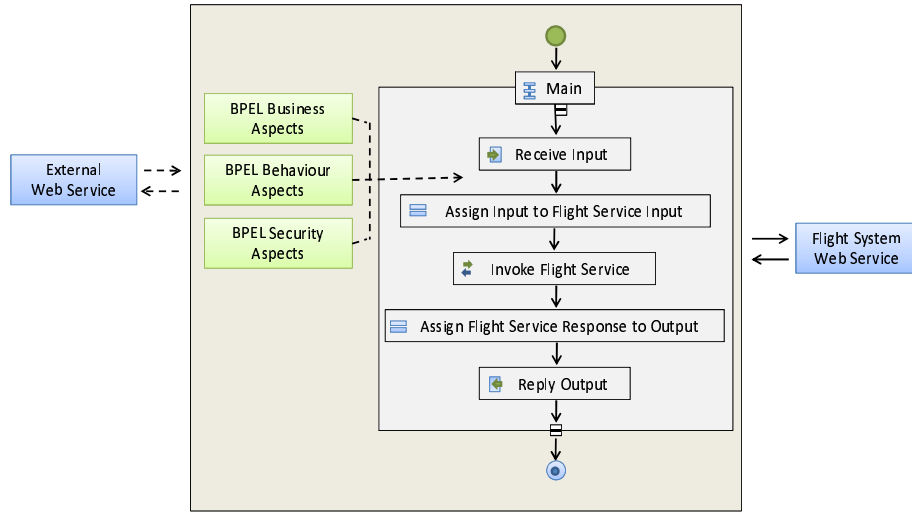 Main
BPEL Business
Aspects
Receive Input
BPEL Behaviour
Aspects
External
Web Service
Assign Input to Flight Service Input
BPEL Security
Aspects
Flight System
Web Service
Invoke Flight Service
Assign Flight Service Response to Output
Reply Output